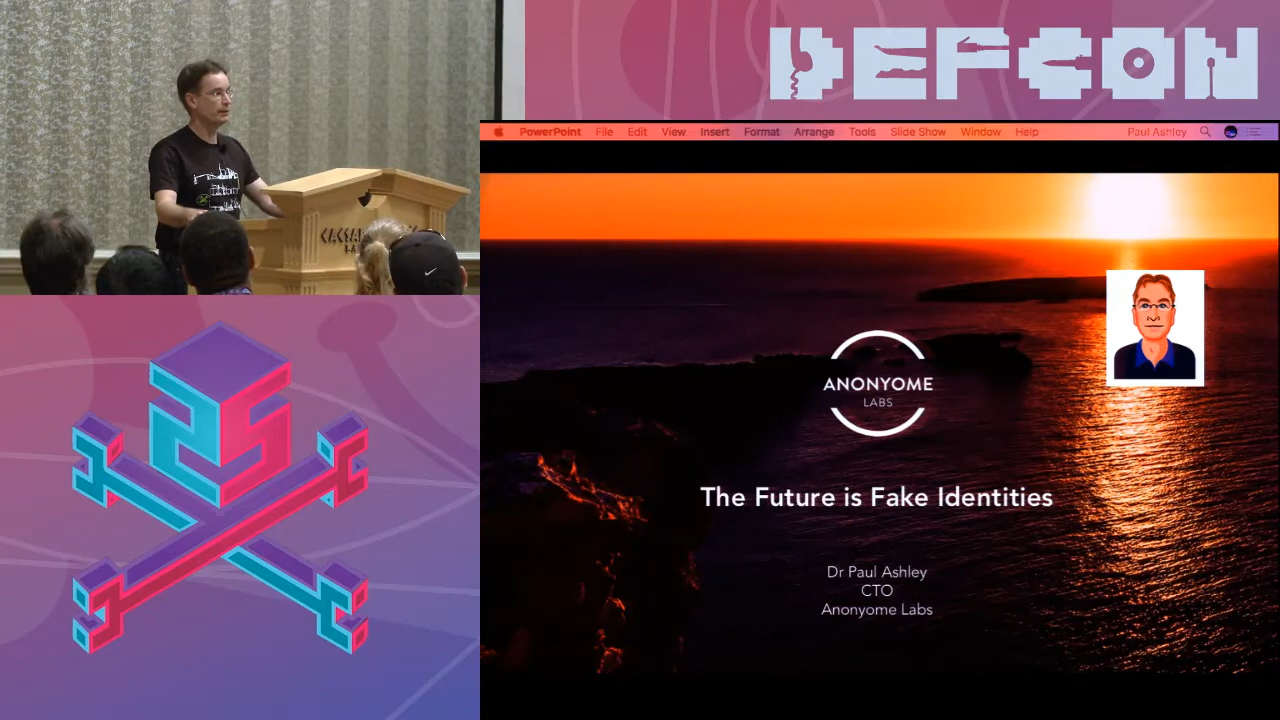 DEFCON
PowerPoint File Edit View Insert Format Arrange Tools Slide Show Window Help Paul Ashley
ANONYOME
LABS
The Future is Fake Identities
Dr Paul Ashley
CTO
Anonyome Labs